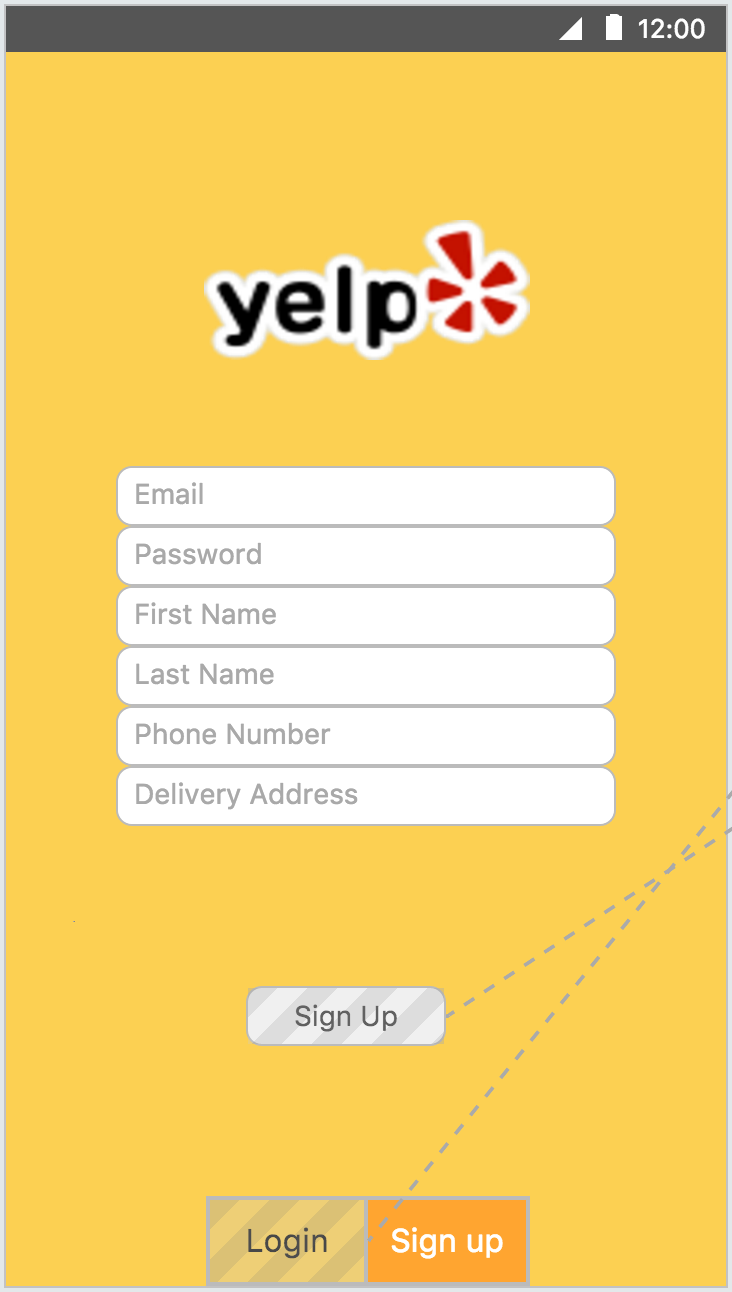 12:00
yelp
Email
Password
First Name
Last Name
Phone Number
Delivery Address
Sign Up
Login
Sign up